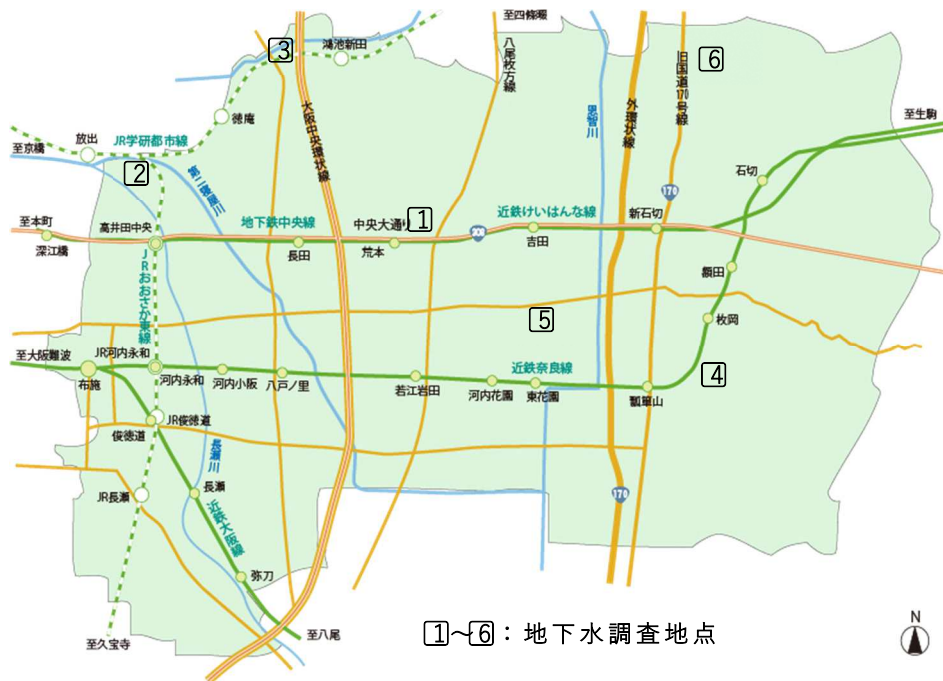 至四條畷
3
鴻池新田
八尾枚方線
6
旧国道170号線
大阪中央環状線
恩智川
外環状線
徳庵
至生駒
放出
JR学研都市線
至京橋
2
第二寝屋川
石切
170
至本町
高井田中央
地下鉄中央線
中央大通り
1
近鉄けいはんな線
新石切
308
深江橋
長田
荒本
吉田
JRおおさか東線
額田
5
枚岡
至大阪難波
JR河内永和
近鉄奈良線
4
布施
河内永和
河内小阪
八戸ノ里
若江岩田
河内花園
東花園
瓢箪山
JR俊徳道
俊徳道
長瀬川
JR長瀬
長瀬
170
近鉄大阪線
弥刀
至久宝寺
至八尾
1~6：地下水調査地点
N